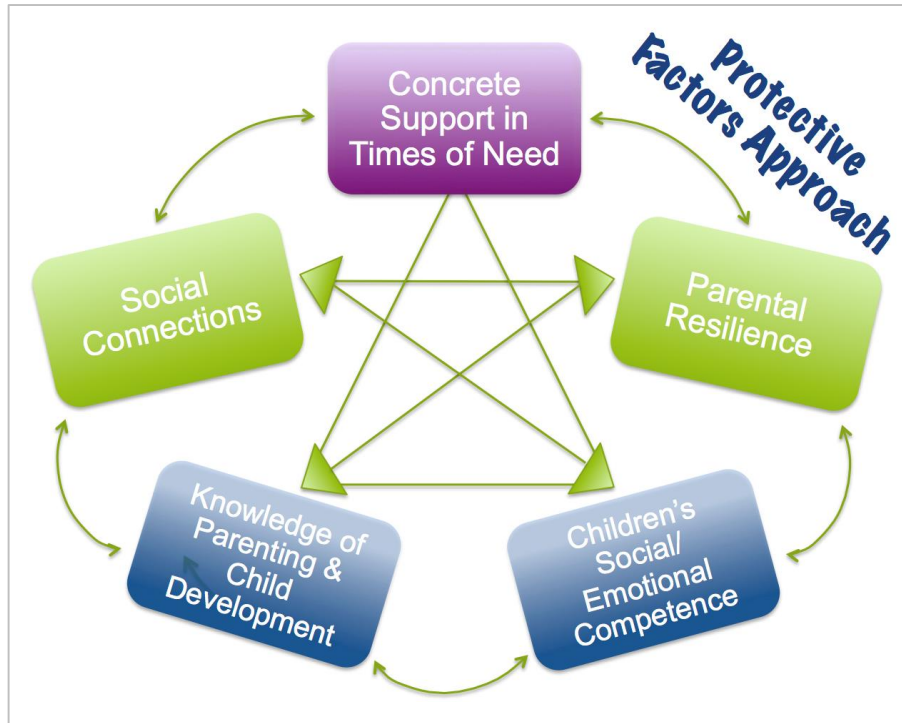 Protective
Factors Approach
Concrete
Support in
Times of Need
Social
Connections
Parental
Resilience
Knowledge of
Parenting &
Child
Development
Children's
Social/
Emotional
Competence